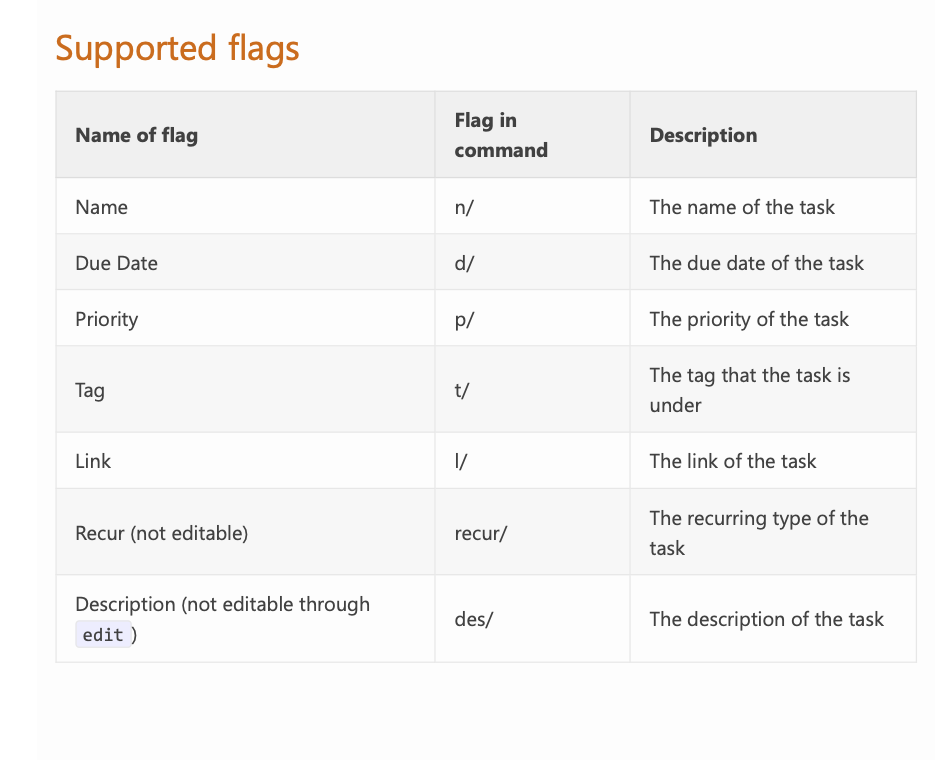 Supported flags
Name of flag
Flag in
command
Description
Name
n/
The name of the task
Due Date
d/
The due date of the task
Priority
p/
The priority of the task
Tag
t/
The tag that the task is
under
Link
l/
The link of the task
Recur (not editable)
recur/
The recurring type of the
task
Description (not editable through
edit)
des/
The description of the task